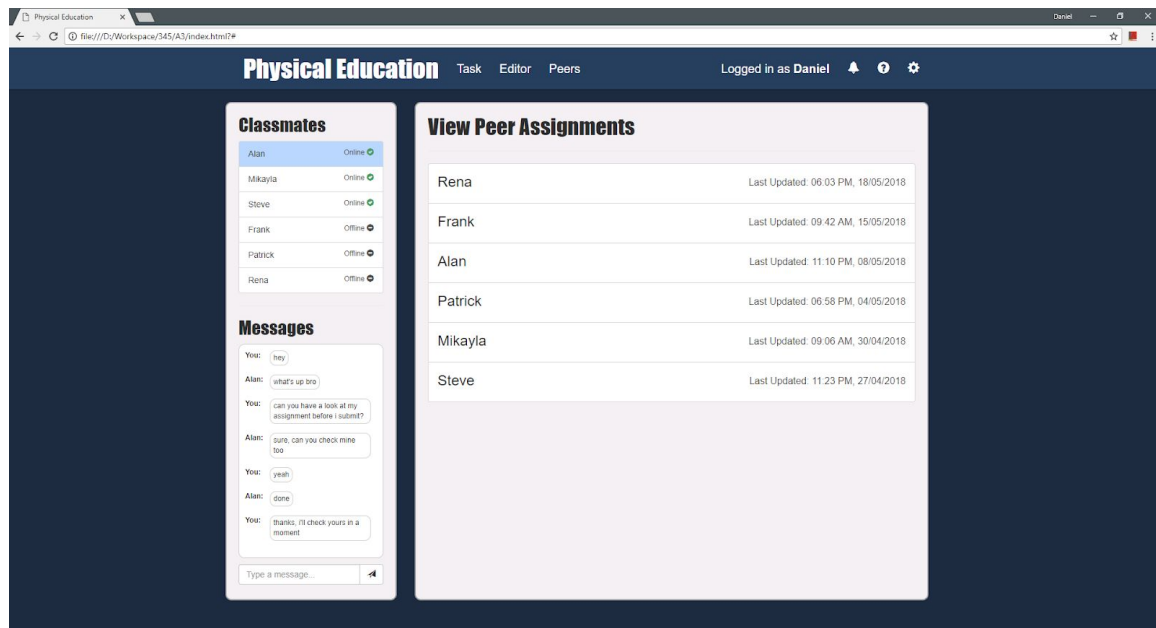 Physical Education
Daniel
file:///D:/Workspace/345/A3/index.html?#
Physical Education Task Editor Peers Logged in as Daniel
Classmates
Alan Online
Mikayla Online
Steve Online
Frank Offline
Patrick Offline
Rena Offline
Messages
You: hey
Alan: what's up bro
You: can you have a look at my
assignment before I submit?
Alan: sure, can you check mine
too
You: yeah
Alan: done
You: thanks, i'll check yours in a
moment
Type a message...
View Peer Assignments
Rena Last Updated: 06:03 PM, 18/05/2018
Frank Last Updated: 09:42 AM, 15/05/2018
Alan Last Updated: 11:10 PM, 08/05/2018
Patrick Last Updated: 06:58 PM, 04/05/2018
Mikayla Last Updated: 09:06 AM, 30/04/2018
Steve Last Updated: 11:23 PM, 27/04/2018